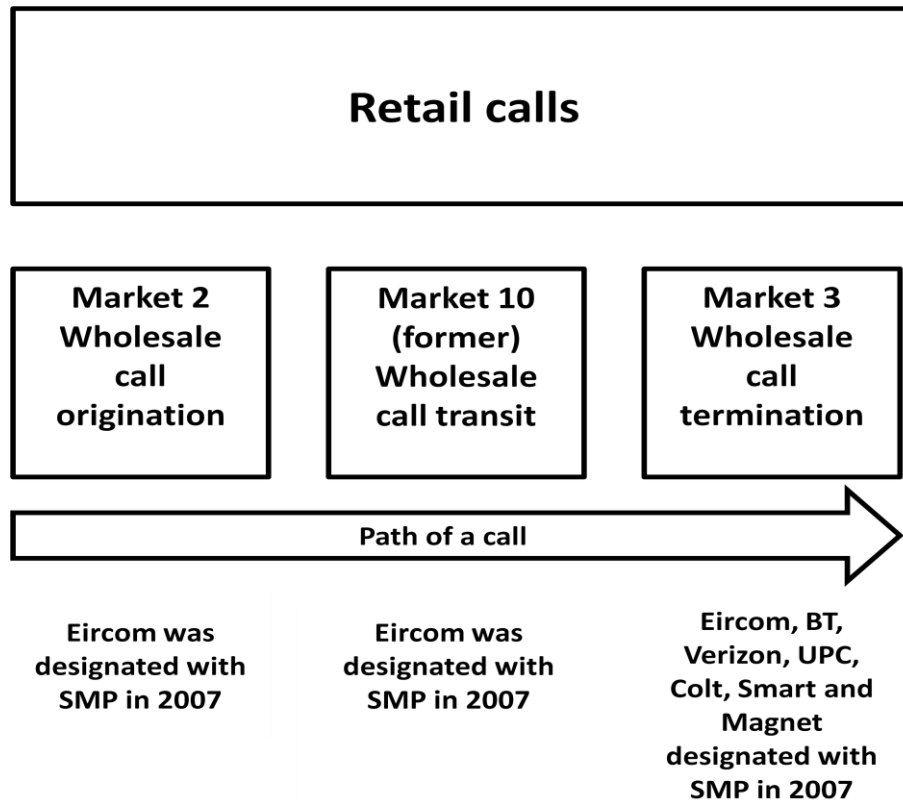 Retail calls
Market 2
Wholesale
call
origination
Market 10
(former)
Wholesale
call transit
Market 3
Wholesale
call
termination
Path of a call
Eircom was
designated with
SMP in 2007
Eircom was
designated with
SMP in 2007
Eircom, BT,
Verizon, UPC,
Colt, Smart and
Magnet
designated with
SMP in 2007